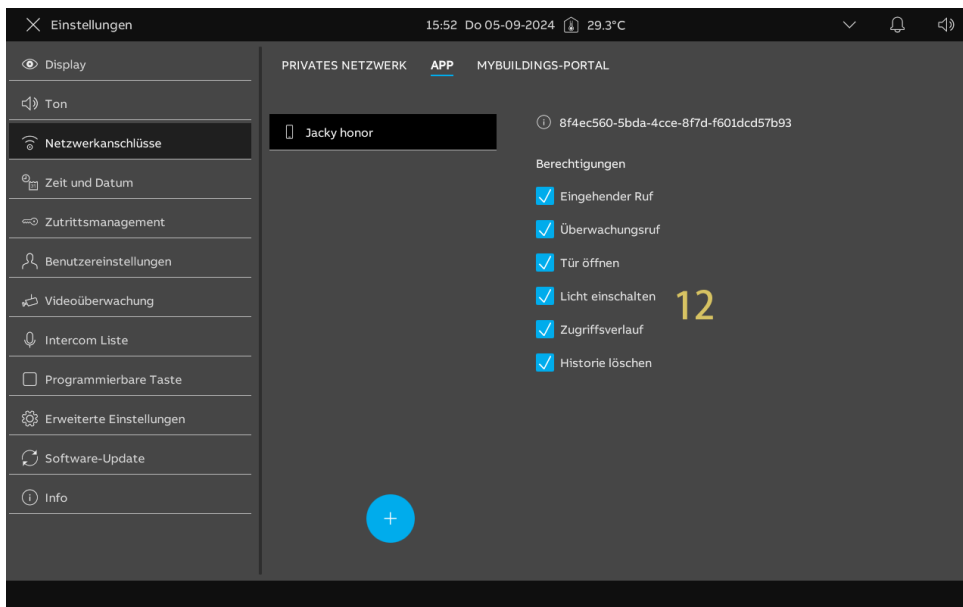 Einstellungen
15:52 Do 05-09-2024 29.3°C
Display
Ton
Netzwerkanschlüsse
Zeit und Datum
Zutrittsmanagement
Benutzereinstellungen
Videoüberwachung
Intercom Liste
Programmierbare Taste
Erweiterte Einstellungen
Software-Update
Info
PRIVATES NETZWERK APP MYBUILDINGS-PORTAL
Jacky honor
8f4ec560-5bda-4cce-8f7d-f601dcd57b93
Berechtigungen
Eingehender Ruf
Überwachungsruf
Tür öffnen
Licht einschalten
12
Zugriffsverlauf
Historie löschen